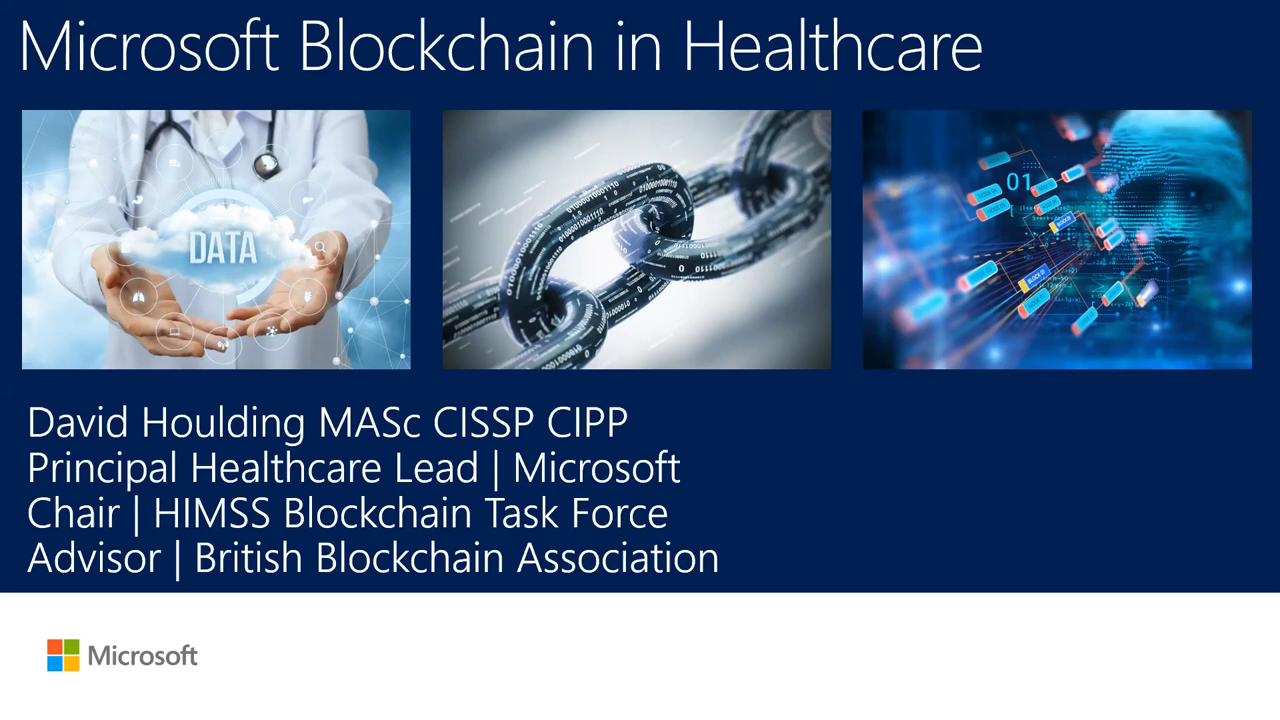 Microsoft Blockchain in Healthcare
DATA
01
David Houlding MASc CISSP CIPP
Principal Healthcare Lead | Microsoft
Chair | HIMSS Blockchain Task Force
Advisor | British Blockchain Association
Microsoft